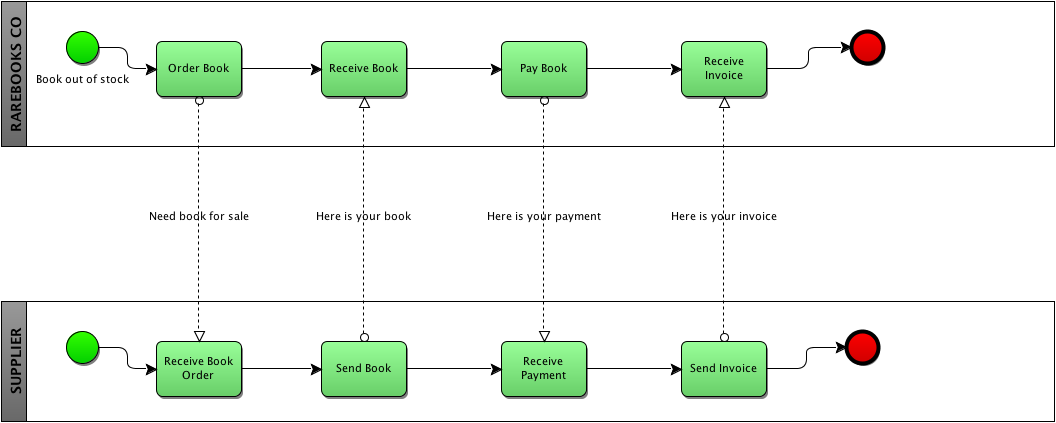 RAREBOOKS CO
Book out of stock
Order Book
Receive Book
Pay Book
Receive
Invoice
Need book for sale
Here is your book
Here is your payment
Here is your invoice
SUPPLIER
Receive Book
Order
Send Book
Receive
Payment
Send Invoice